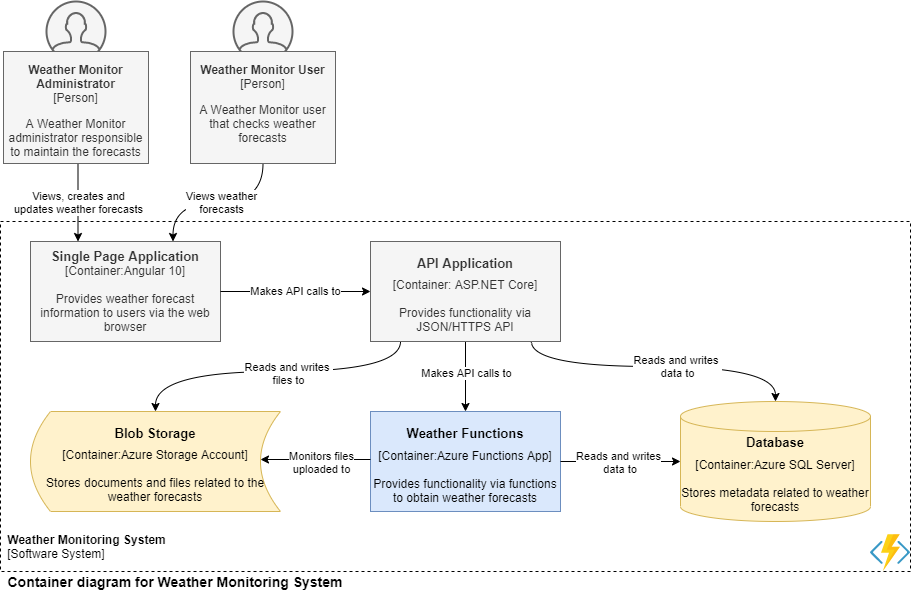 Weather Monitor
Administrator
[Person]
A Weather Monitor
administrator responsible
to maintain the forecasts
Weather Monitor User
[Person]
A Weather Monitor user
that checks weather
forecasts
Views, creates and
updates weather forecasts
Views weather
forecasts
Single Page Application
[Container:Angular 10]
Provides weather forecast
information to users via the web
browser
Makes API calls to
API Application
[Container: ASP.NET Core]
Provides functionality via
JSON/HTTPS API
Reads and writes
files to
Makes API calls to
Reads and writes
data to
Blob Storage
[Container:Azure Storage Account]
Stores documents and files related to the
weather forecasts
Monitors files
uploaded to
Weather Functions
[Container:Azure Functions App]
Provides functionality via functions
to obtain weather forecasts
Reads and writes
data to
Database
[Container:Azure SQL Server]
Stores metadata related to weather
forecasts
Weather Monitoring System
[Software System]
Container diagram for Weather Monitoring System